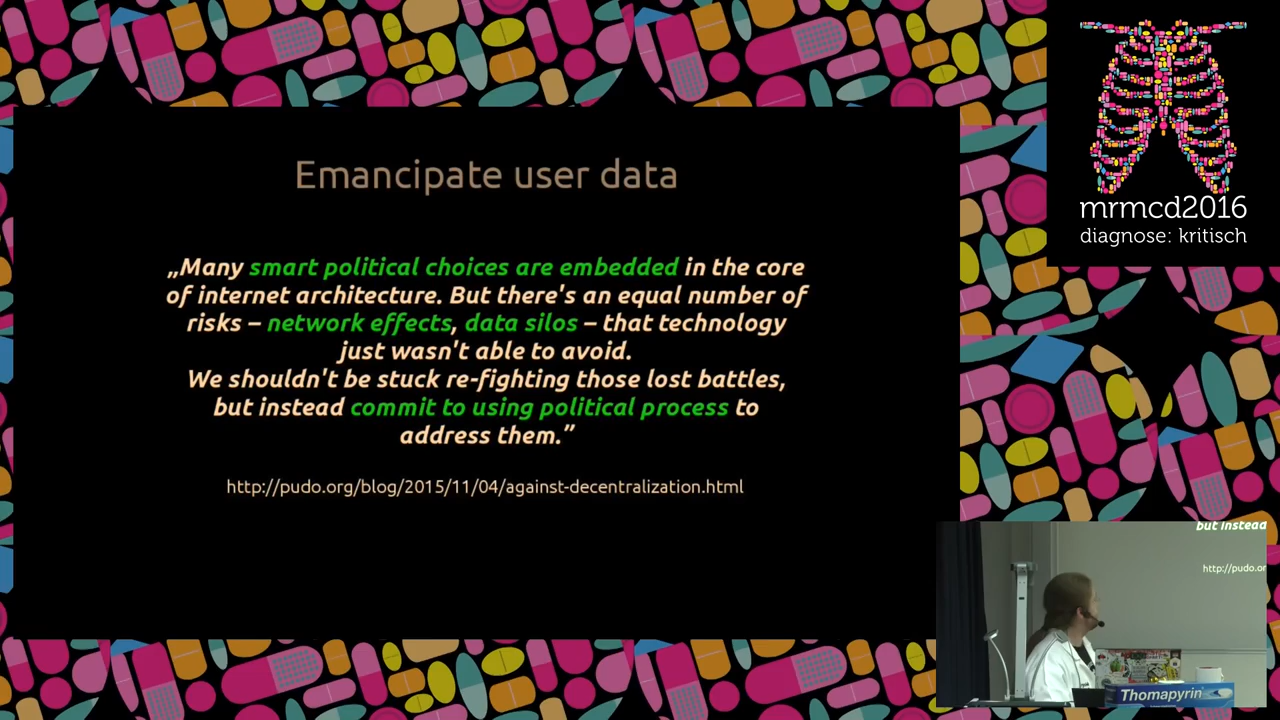 Emancipate user data
„Many smart political choices are embedded in the core
of internet architecture. But there's an equal number of
risks – network effects, data silos – that technology
just wasn't able to avoid.
We shouldn't be stuck re-fighting those lost battles,
but instead commit to using political process to
address them.”
http://pudo.org/blog/2015/11/04/against-decentralization.html
mrmcd2016
diagnose: kritisch
but instead
http://pudo.or
Thomapyrin